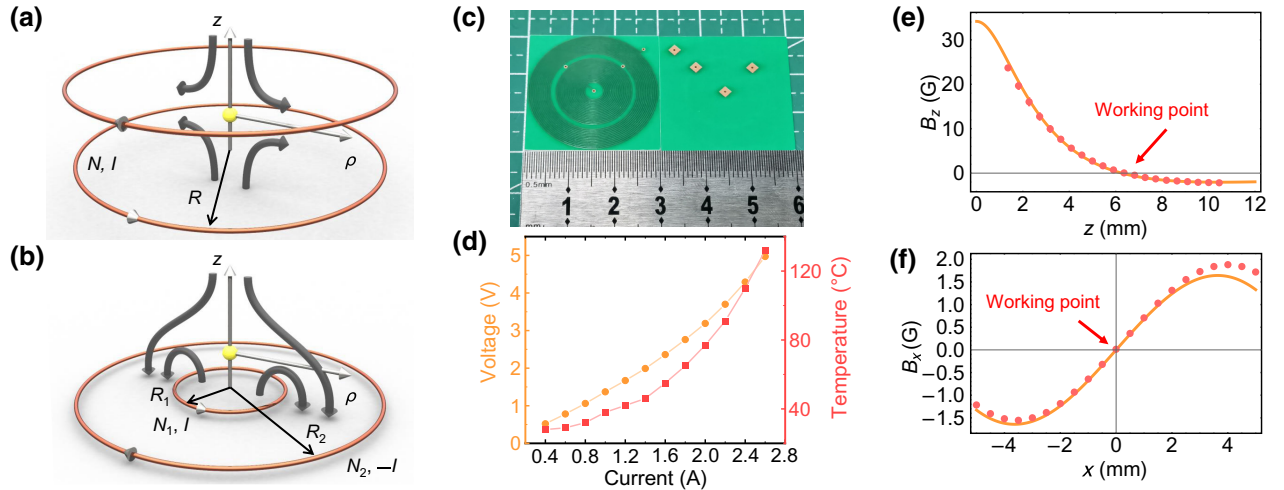 (a)
z
N, I
R
ρ
(b)
z
R1
N1, I
R2
ρ
N2, –I
(c)
0.5mm
1 2 3 4 5 6
mm
(d)
5
4
3
2
1
0
Voltage (V)
120
80
40
Temperature (°C)
0.4 0.8 1.2 1.6 2.0 2.4 2.8
Current (A)
(e)
30
20
10
0
Bz (G)
Working point
0 2 4 6 8 10 12
z (mm)
(f)
2.0
1.5
1.0
0.5
0.0
−0.5
−1.0
−1.5
Bx (G)
Working point
−4 −2 0 2 4
x (mm)